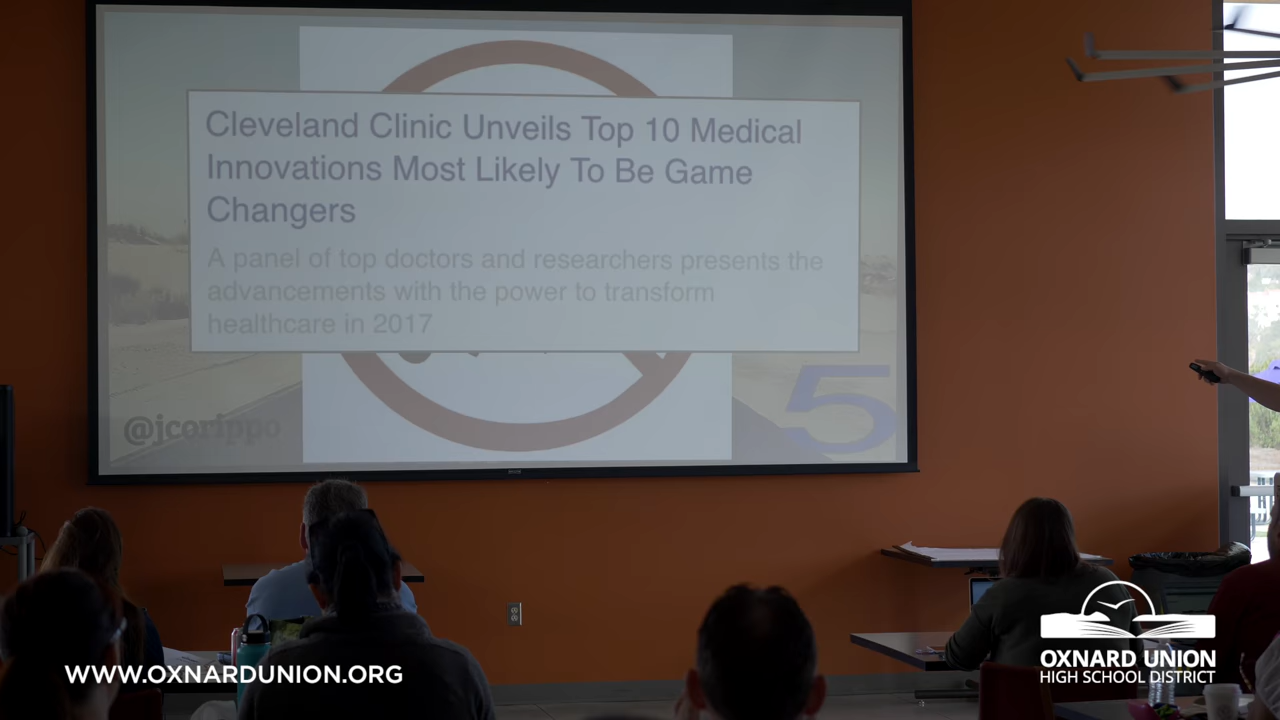 Cleveland Clinic Unveils Top 10 Medical
Innovations Most Likely To Be Game
Changers
A panel of top doctors and researchers presents the
advancements with the power to transform
healthcare in 2017
@jcorippo
5
WWW.OXNARDUNION.ORG
OXNARD UNION
HIGH SCHOOL DISTRICT